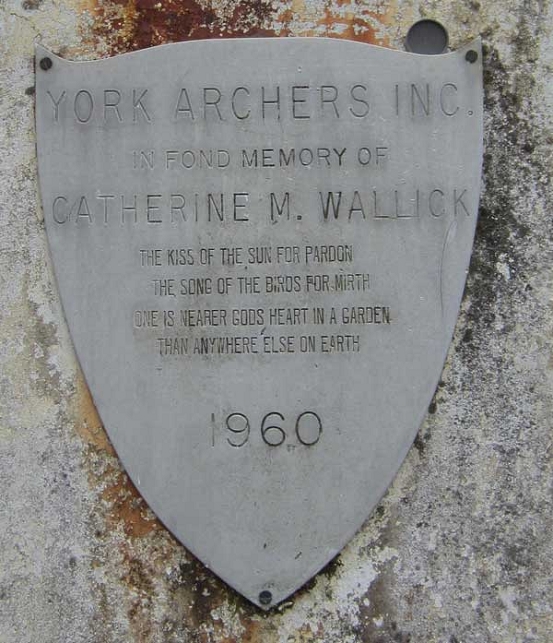 YORK ARCHERS INC.
IN FOND MEMORY OF
CATHERINE M. WALLICK
THE KISS OF THE SUN FOR PARDON
THE SONG OF THE BIRDS FOR MIRTH
ONE IS NEARER GODS HEART IN A GARDEN
THAN ANYWHERE ELSE ON EARTH
1960